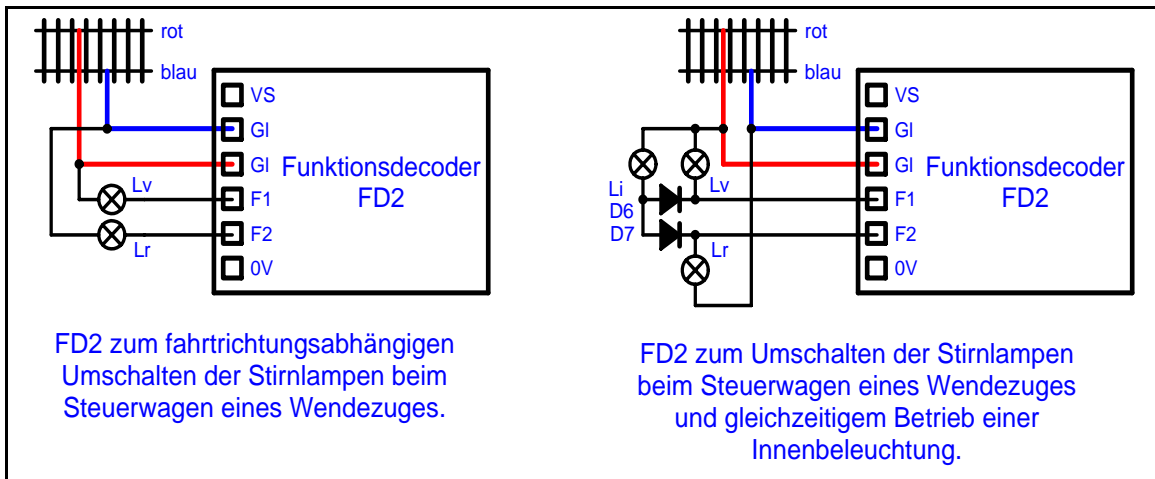 rot
blau
VS
Gl
Gl
F1
F2
0V
Funktionsdecoder
FD2
Lv
Lr
FD2 zum fahrtrichtungsabhängigen
Umschalten der Stirnlampen beim
Steuerwagen eines Wendezuges.
rot
blau
VS
Gl
Gl
F1
F2
0V
Funktionsdecoder
FD2
Li
D6
D7
Lv
Lr
FD2 zum Umschalten der Stirnlampen
beim Steuerwagen eines Wendezuges
und gleichzeitigem Betrieb einer
Innenbeleuchtung.